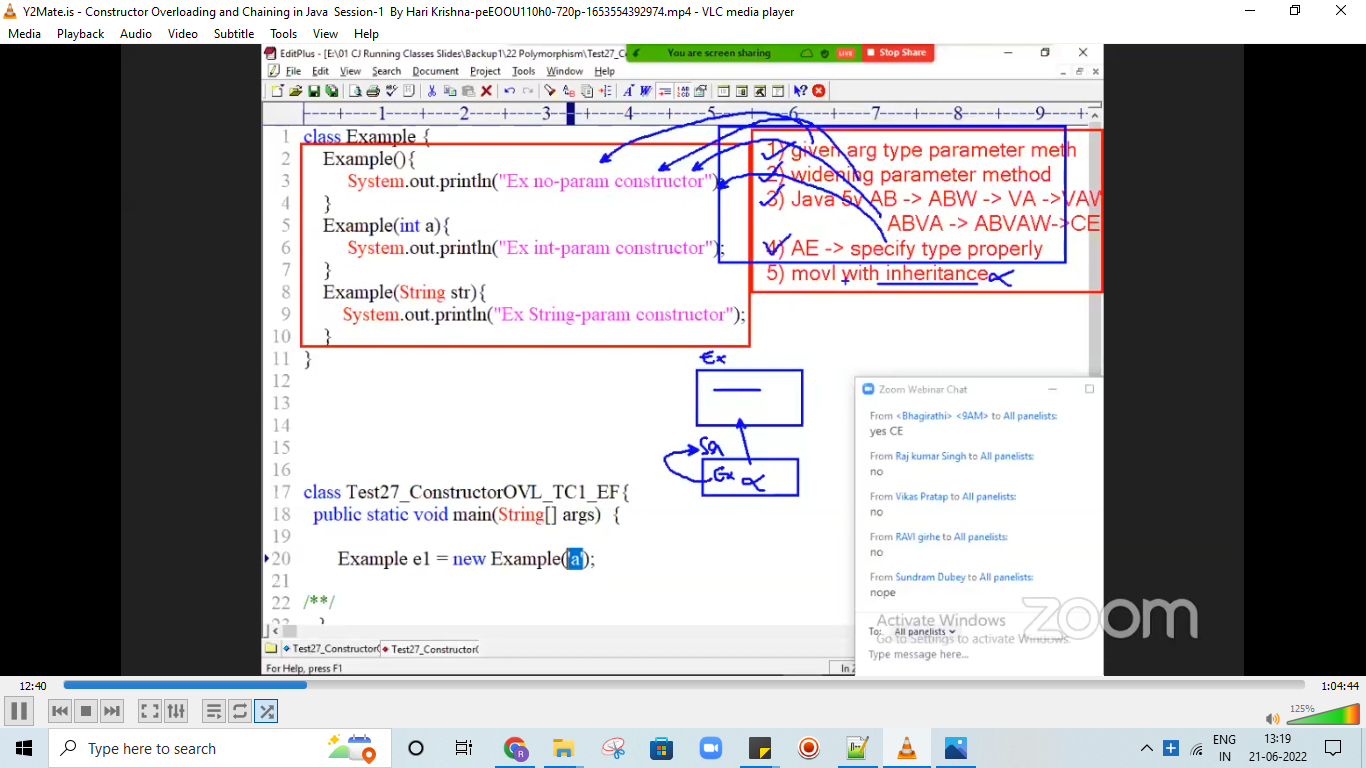 Y2Mate.is - Constructor Overloading and Chaining in Java Session-1 By Hari Krishna-peEOOU110h0-720p-1653554392974.mp4 - VLC media player
Media Playback Audio Video Subtitle Tools View Help
EditPlus - [E:\01 CJ Running Classes Slides\Backup1\22 Polymorphism\Test27_Co
You are screen sharing LIVE Stop Share
File Edit View Search Document Project Tools Window Help
----+----1----+----2----+----3----+----4----+----5----+----6----+----7----+----8----+----9----+
1 class Example {
2 Example(){
3 System.out.println("Ex no-param constructor");
4 }
5 Example(int a){
6 System.out.println("Ex int-param constructor");
7 }
8 Example(String str){
9 System.out.println("Ex String-param constructor");
10 }
11 }
12
13
14
15
16
17 class Test27_ConstructorOVL_TC1_EF{
18 public static void main(String[] args) {
19
20 Example e1 = new Example('a');
21
22 /**/
23 }
1) given arg type parameter meth
2) widening parameter method
3) Java 5v AB -> ABW -> VA ->VAW
ABVA -> ABVAW->CE
4) AE -> specify type properly
5) movl with inheritance
Ex
Sa
Ex
Zoom Webinar Chat
From <Bhagirathi> <9AM> to All panelists:
yes CE
From Raj kumar Singh to All panelists:
no
From Vikas Pratap to All panelists:
no
From RAVI girhe to All panelists:
no
From Sundram Dubey to All panelists:
nope
Activate Windows
Go to Settings to activate Windows.
To: All panelists
Type message here...
zoom
Test27_Constructor( Test27_Constructor(
For Help, press F1
ln 2
12:40
1:04:44
125%
Type here to search
ENG
IN
13:19
21-06-2022